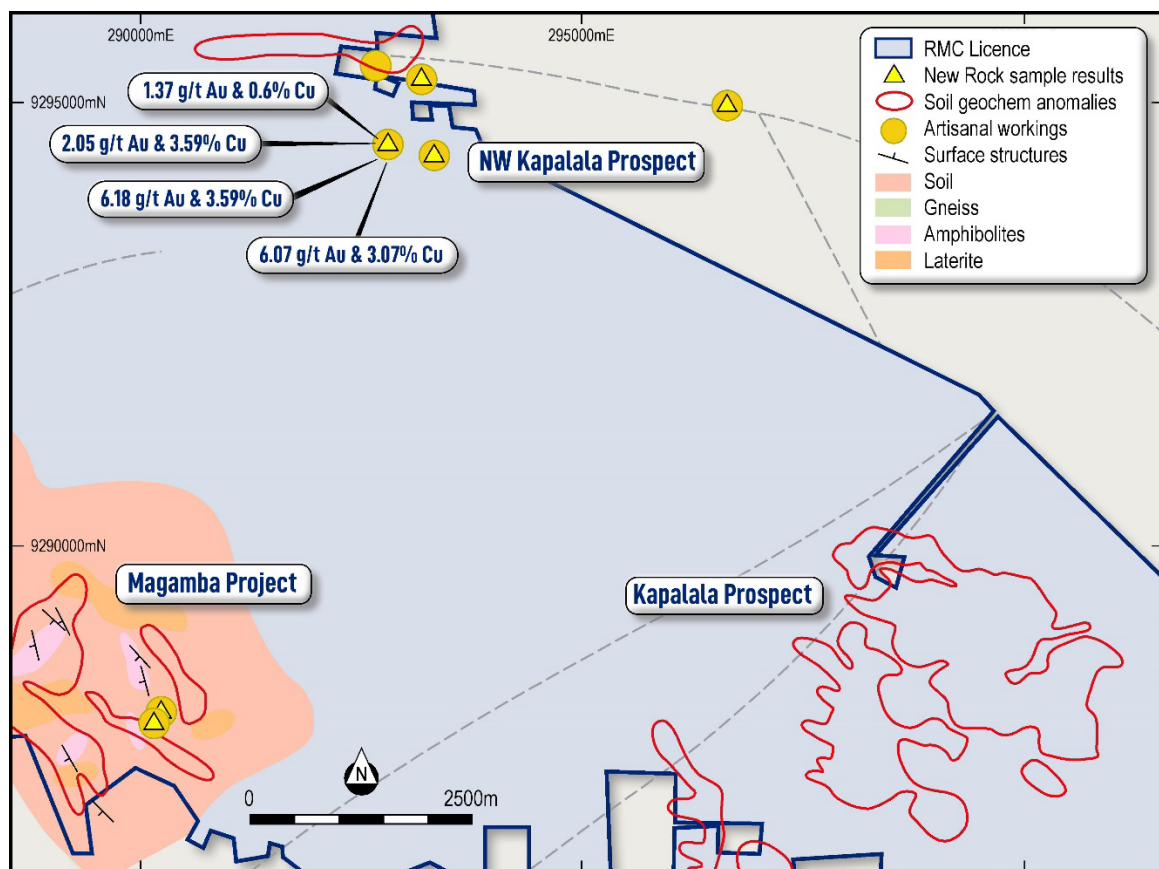 290000mE
295000mE
9295000mN
1.37 g/t Au & 0.6% Cu
2.05 g/t Au & 3.59% Cu
6.18 g/t Au & 3.59% Cu
6.07 g/t Au & 3.07% Cu
NW Kapalala Prospect
RMC Licence
New Rock sample results
Soil geochem anomalies
Artisanal workings
Surface structures
Soil
Gneiss
Amphibolites
Laterite
9290000mN
Magamba Project
Kapalala Prospect
N
0
2500m